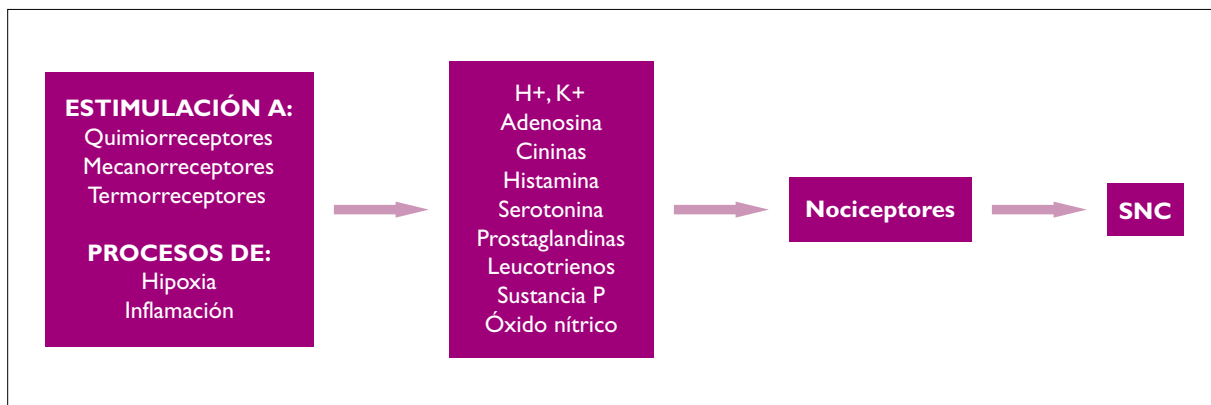 ESTIMULACIÓN A:
Quimiorreceptores
Mecanorreceptores
Termorreceptores
PROCESOS DE:
Hipoxia
Inflamación
H+, K+
Adenosina
Cininas
Histamina
Serotonina
Prostaglandinas
Leucotrienos
Sustancia P
Óxido nítrico
Nociceptores
SNC